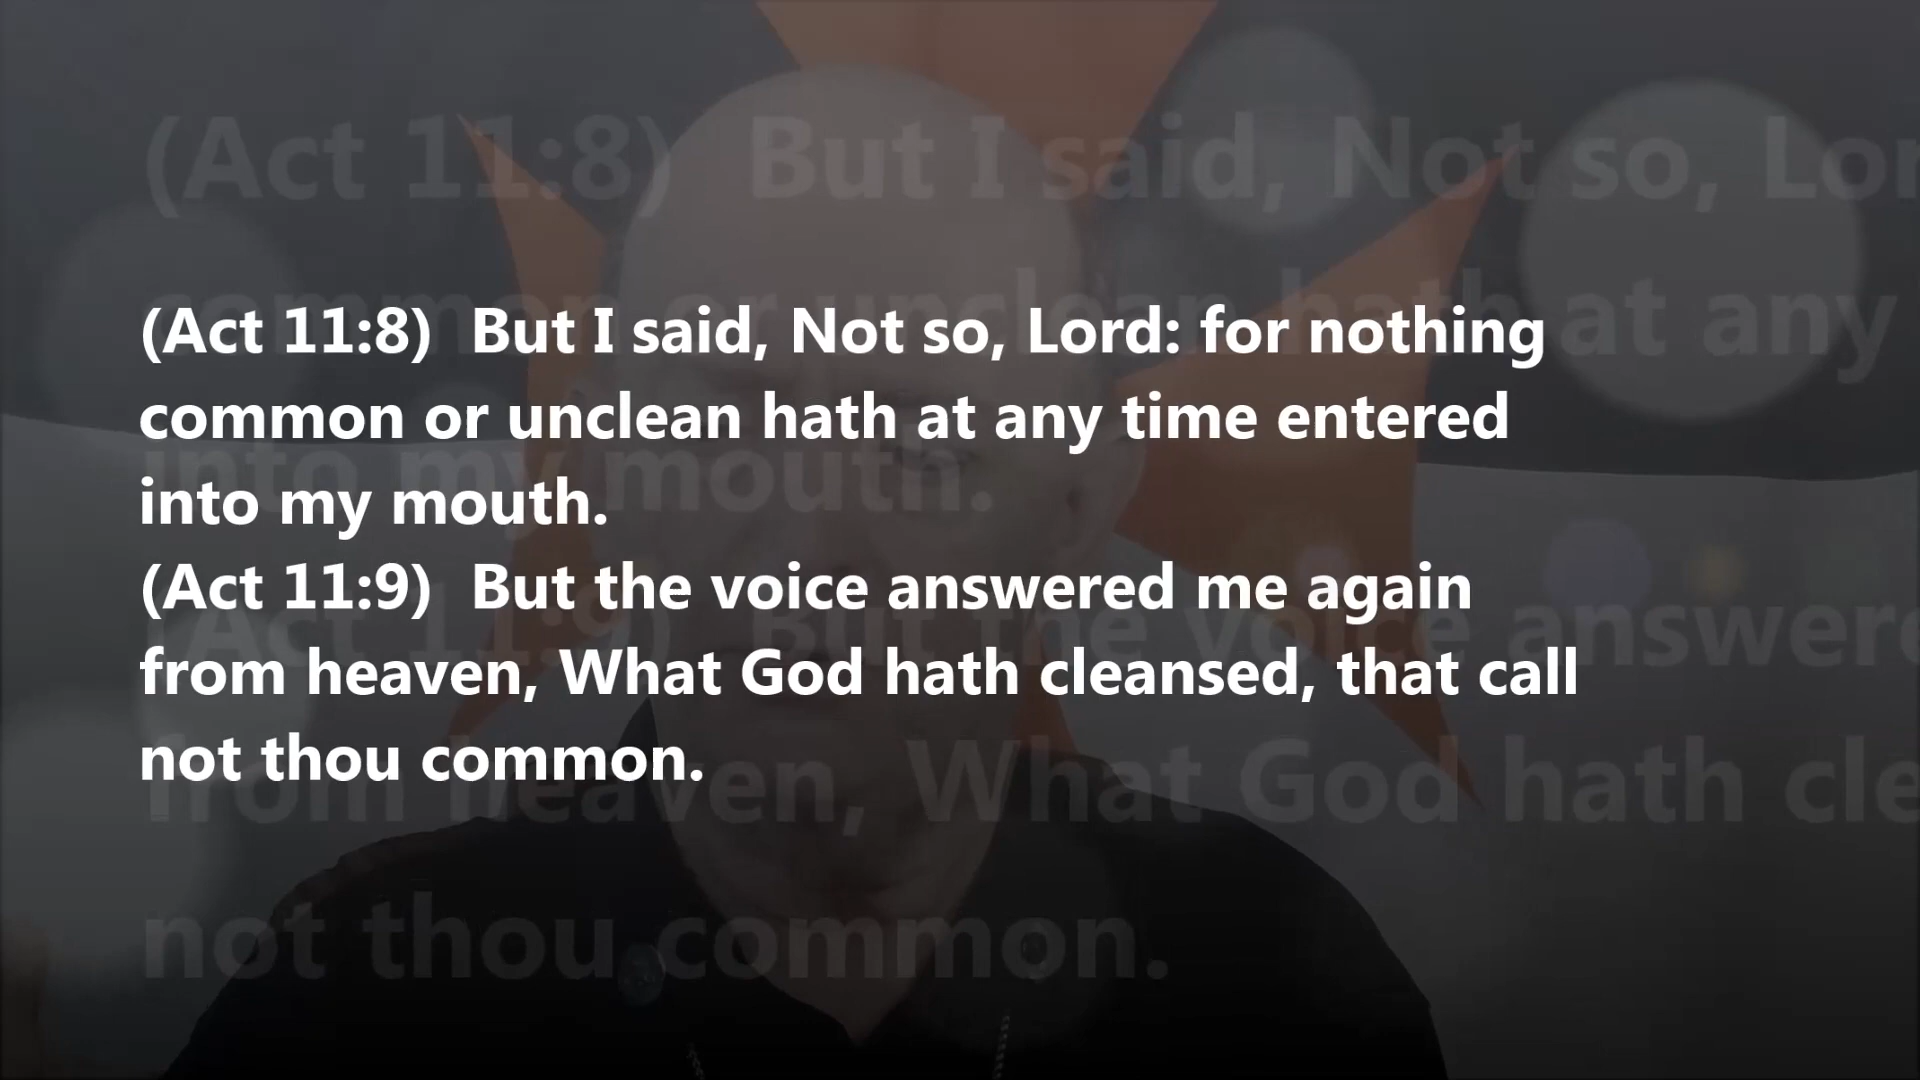 (Act 11:8)  But I said, Not so, Lord: for nothing
common or unclean hath at any time entered
into my mouth.
(Act 11:9)  But the voice answered me again
from heaven, What God hath cleansed, that call
not thou common.